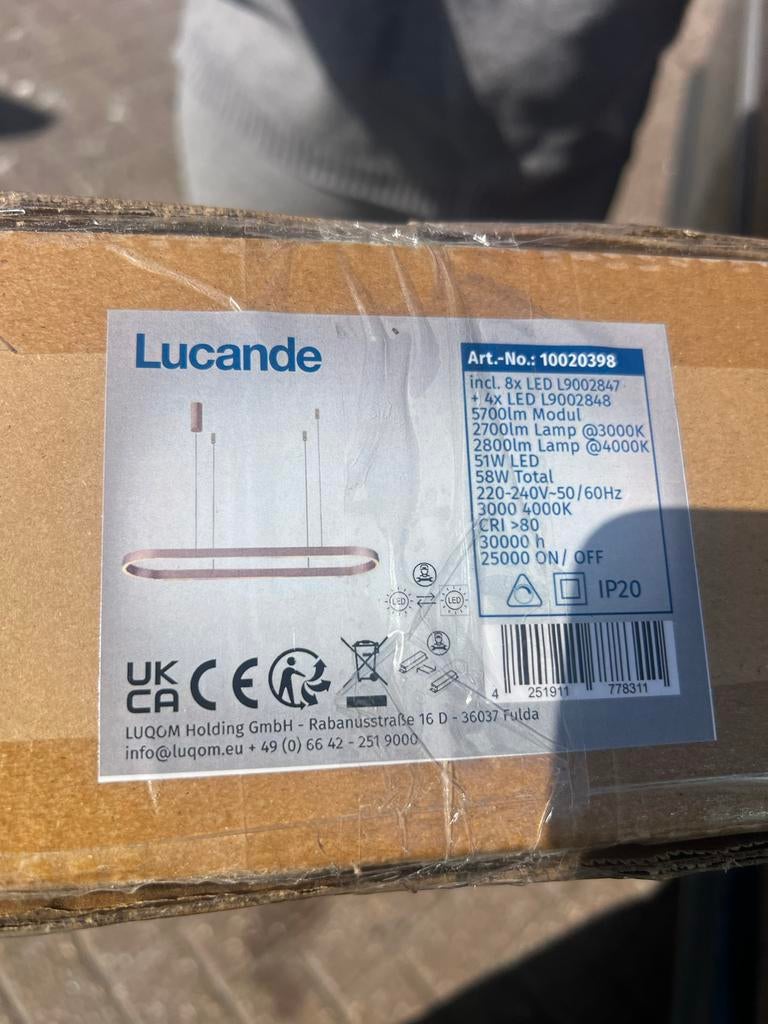 Lucande
Art.-No.: 10020398
incl. 8x LED L9002847
+ 4x LED L9002848
5700lm Modul
2700lm Lamp @3000K
2800lm Lamp @4000K
51W LED
58W Total
220-240V~50/60Hz
3000 4000K
CRI >80
30000 h
25000 ON/ OFF
IP20
LED
LED
UK
CA
CE
4 251911 778311
LUQOM Holding GmbH - Rabanusstraße 16 D - 36037 Fulda
info@luqom.eu + 49 (0) 66 42 - 251 9000